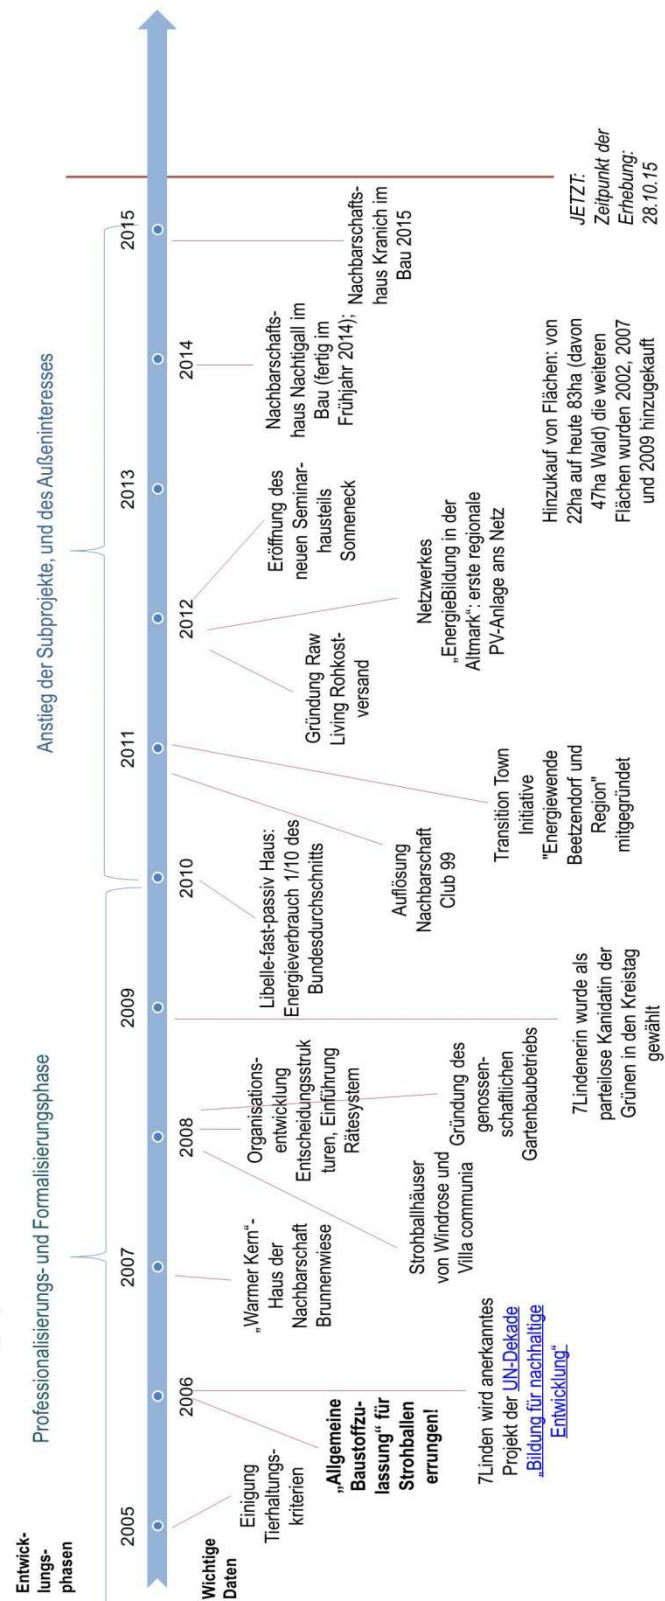 Entwick-
lungs-
phasen
Professionalisierungs- und Formalisierungsphase
Anstieg der Subprojekte, und des Außeninteresses
2005
2006
2007
2008
2009
2010
2011
2012
2013
2014
2015
Wichtige
Daten
Einigung
Tierhaltungs-
kriterien
„Allgemeine
Baustoffzu-
lassung“ für
Strohballen
errungen!
7Linden wird anerkanntes
Projekt der UN-Dekade
„Bildung für nachhaltige
Entwicklung“
„Warmer Kern“-
Haus der
Nachbarschaft
Brunnenwiese
Strohballhäuser
von Windrose und
Villa communia
Organisations-
entwicklung
Entscheidungsstruk
turen, Einführung
Rätesystem
Gründung des
genossen-
schaftlichen
Gartenbaubetriebs
7Lindenerin wurde als
parteilose Kanidatin der
Grünen in den Kreistag
gewählt
Libelle-fast-passiv Haus:
Energieverbrauch 1/10 des
Bundesdurchschnitts
Auflösung
Nachbarschaft
Club 99
Transition Town
Initiative
"Energiewende
Beetzendorf und
Region"
mitgegründet
Gründung Raw
Living Rohkost-
versand
Netzwerkes
„EnergieBildung in der
Altmark“: erste regionale
PV-Anlage ans Netz
Eröffnung des
neuen Seminar-
hausteils
Sonneneck
Nachbarschafts-
haus Nachtigall im
Bau (fertig im
Frühjahr 2014);
Nachbarschafts-
haus Kranich im
Bau 2015
Hinzukauf von Flächen: von
22ha auf heute 83ha (davon
47ha Wald) die weiteren
Flächen wurden 2002, 2007
und 2009 hinzugekauft
JETZT:
Zeitpunkt der
Erhebung:
28.10.15